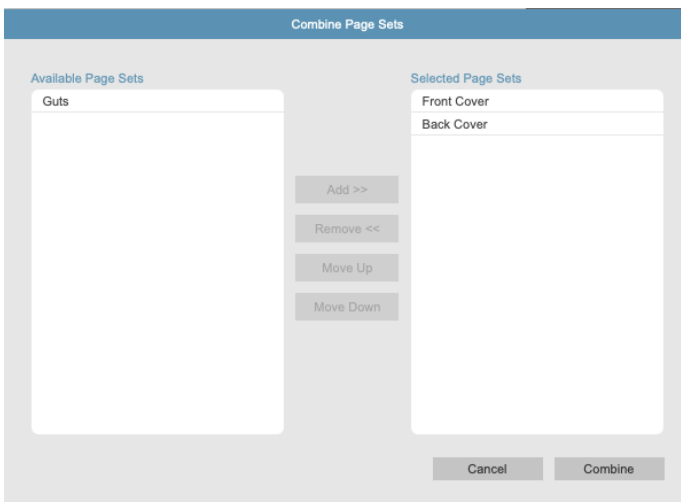 Combine Page Sets
Available Page Sets
Guts
Selected Page Sets
Front Cover
Back Cover
Add >>
Remove <<
Move Up
Move Down
Cancel
Combine